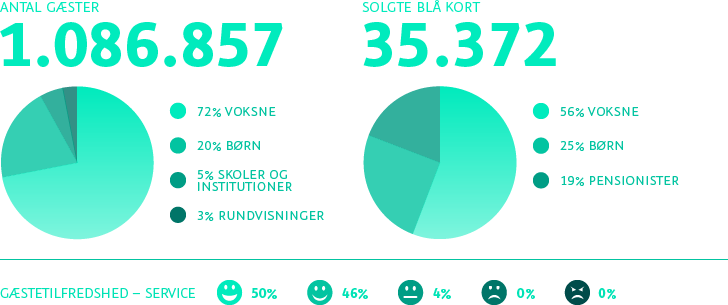 ANTAL GÆSTER
1.086.857
72% VOKSNE
20% BØRN
5% SKOLER OG
INSTITUTIONER
3% RUNDVISNINGER
SOLGTE BLÅ KORT
35.372
56% VOKSNE
25% BØRN
19% PENSIONISTER
GÆSTETILFREDSHED – SERVICE 50% 46% 4% 0% 0%